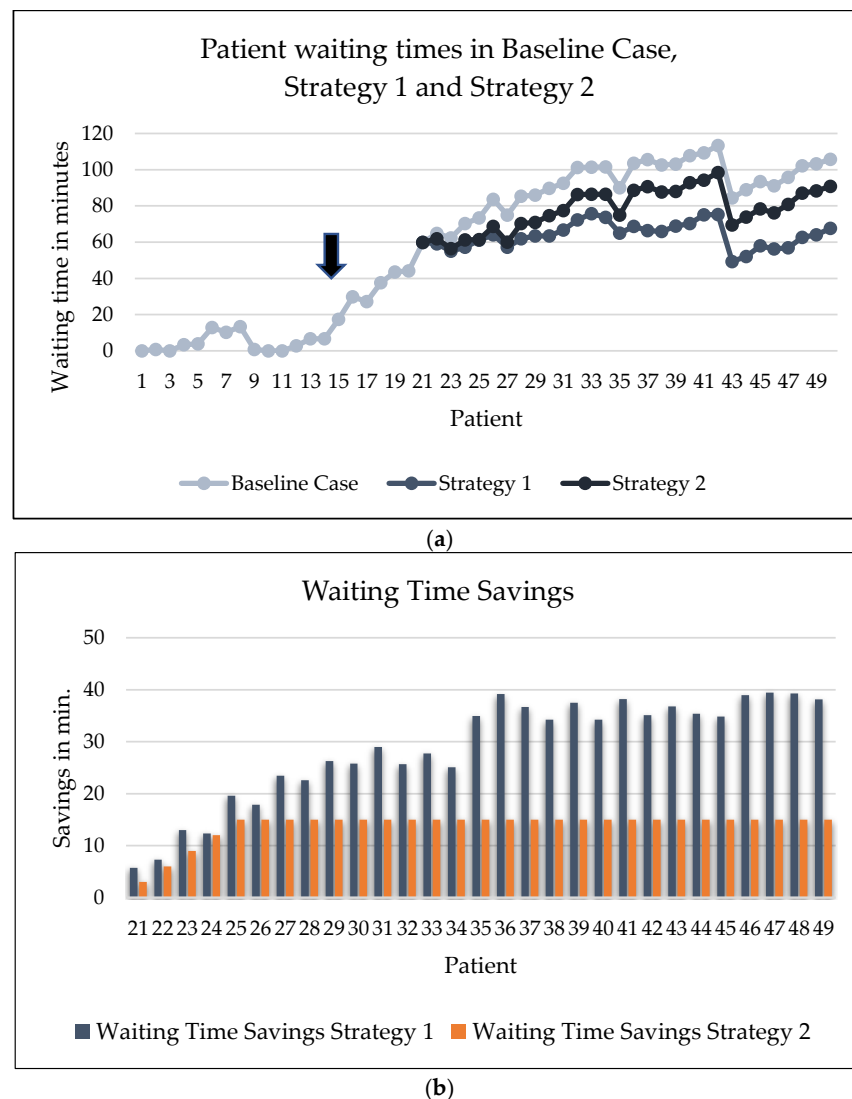 Patient waiting times in Baseline Case,
Strategy 1 and Strategy 2
Waiting time in minutes
120
100
80
60
40
20
0
1 3 5 7 9 11 13 15 17 19 21 23 25 27 29 31 33 35 37 39 41 43 45 47 49
Patient
Baseline Case Strategy 1 Strategy 2
(a)
Waiting Time Savings
Savings in min.
50
40
30
20
10
0
21 22 23 24 25 26 27 28 29 30 31 32 33 34 35 36 37 38 39 40 41 42 43 44 45 46 47 48 49
Patient
Waiting Time Savings Strategy 1 Waiting Time Savings Strategy 2
(b)